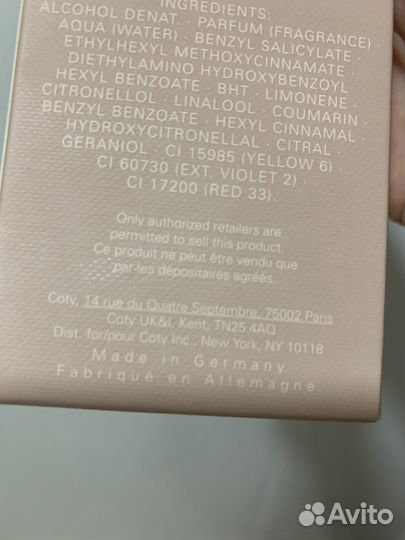 INGREDIENTS:
ALCOHOL DENAT. · PARFUM (FRAGRANCE) ·
AQUA (WATER) · BENZYL SALICYLATE ·
ETHYLHEXYL METHOXYCINNAMATE ·
DIETHYLAMINO HYDROXYBENZOYL
HEXYL BENZOATE · BHT · LIMONENE ·
CITRONELLOL · LINALOOL · COUMARIN ·
BENZYL BENZOATE · HEXYL CINNAMAL ·
HYDROXYCITRONELLAL · CITRAL ·
GERANIOL · CI 15985 (YELLOW 6) ·
CI 60730 (EXT. VIOLET 2) ·
CI 17200 (RED 33).
Only authorized retailers are
permitted to sell this product.
Ce produit ne peut être vendu que
par les dépositaires agréés.
Coty, 14 rue du Quatre Septembre, 75002 Paris
Coty UK&I, Kent, TN25 4AQ
Dist. for/pour Coty Inc., New York, NY 10118
Made in Germany
Fabriqué en Allemagne
Avito